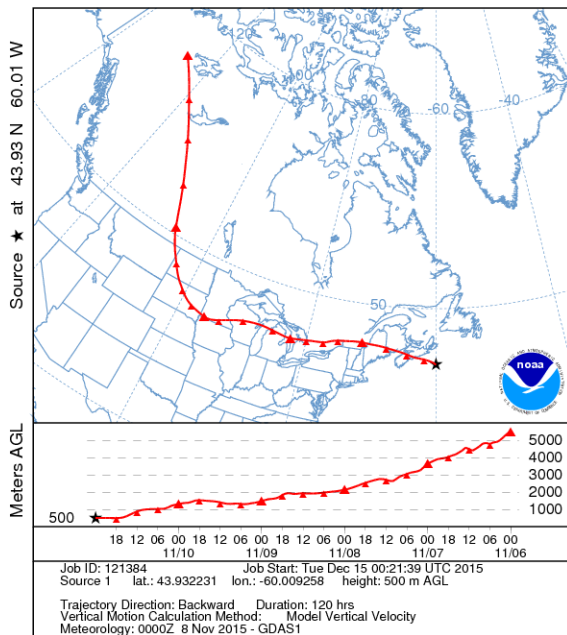 Source ★ at 43.93 N 60.01 W
-120
-100
-80
-60
-40
50
noaa
Meters AGL
5000
4000
3000
2000
1000
500
18 12 06 00 18 12 06 00 18 12 06 00 18 12 06 00 18 12 06 00
11/10 11/09 11/08 11/07 11/06
Job ID: 121384 Job Start: Tue Dec 15 00:21:39 UTC 2015
Source 1 lat.: 43.932231 lon.: -60.009258 height: 500 m AGL
Trajectory Direction: Backward Duration: 120 hrs
Vertical Motion Calculation Method: Model Vertical Velocity
Meteorology: 0000Z 8 Nov 2015 - GDAS1